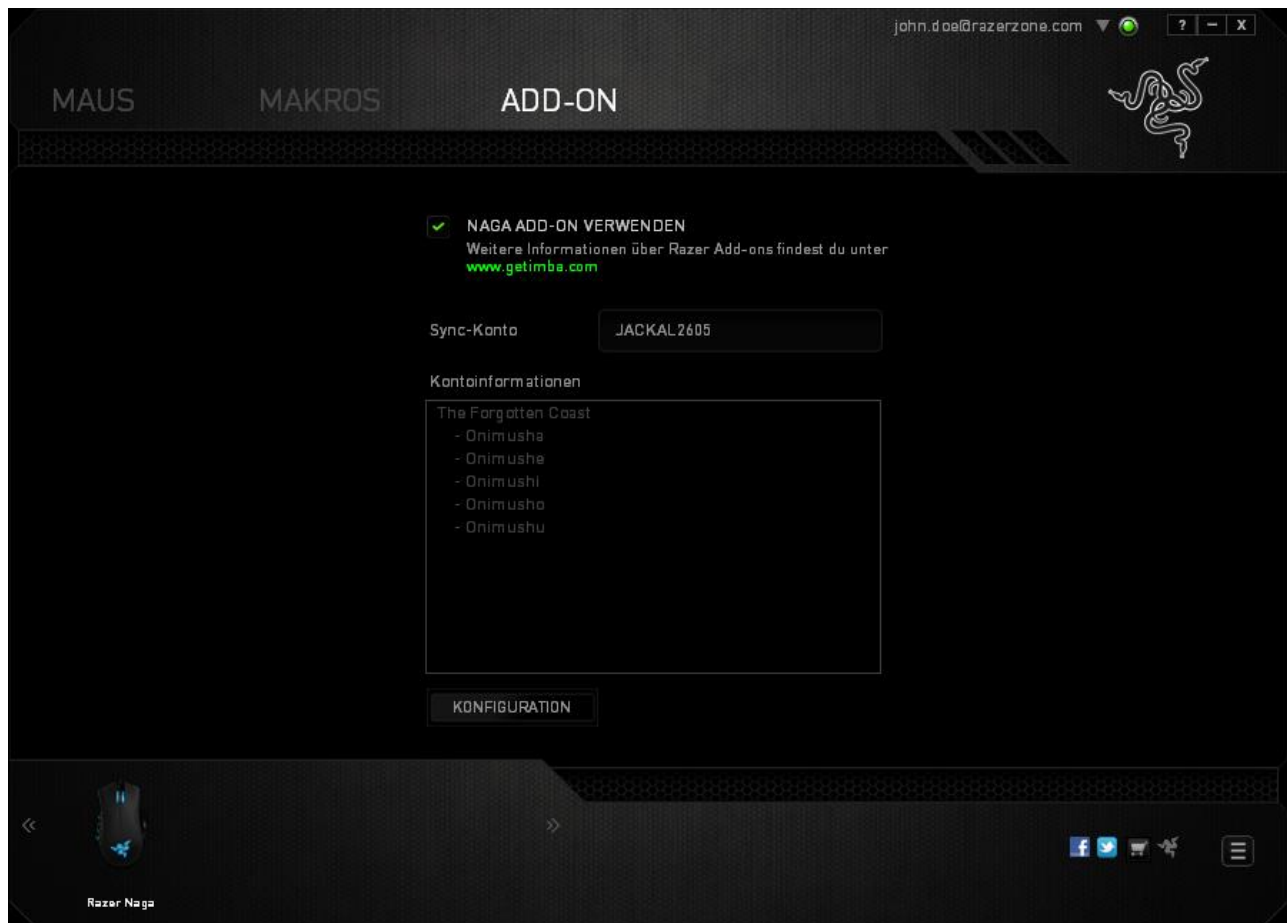 john.doe@razerzone.com
? – X
MAUS MAKROS ADD-ON
NAGA ADD-ON VERWENDEN
Weitere Informationen über Razer Add-ons findest du unter
www.getimba.com
Sync-Konto JACKAL2605
Kontoinformationen
The Forgotten Coast
- Onimusha
- Onimushe
- Onimushi
- Onimusho
- Onimushu
KONFIGURATION
Razer Naga